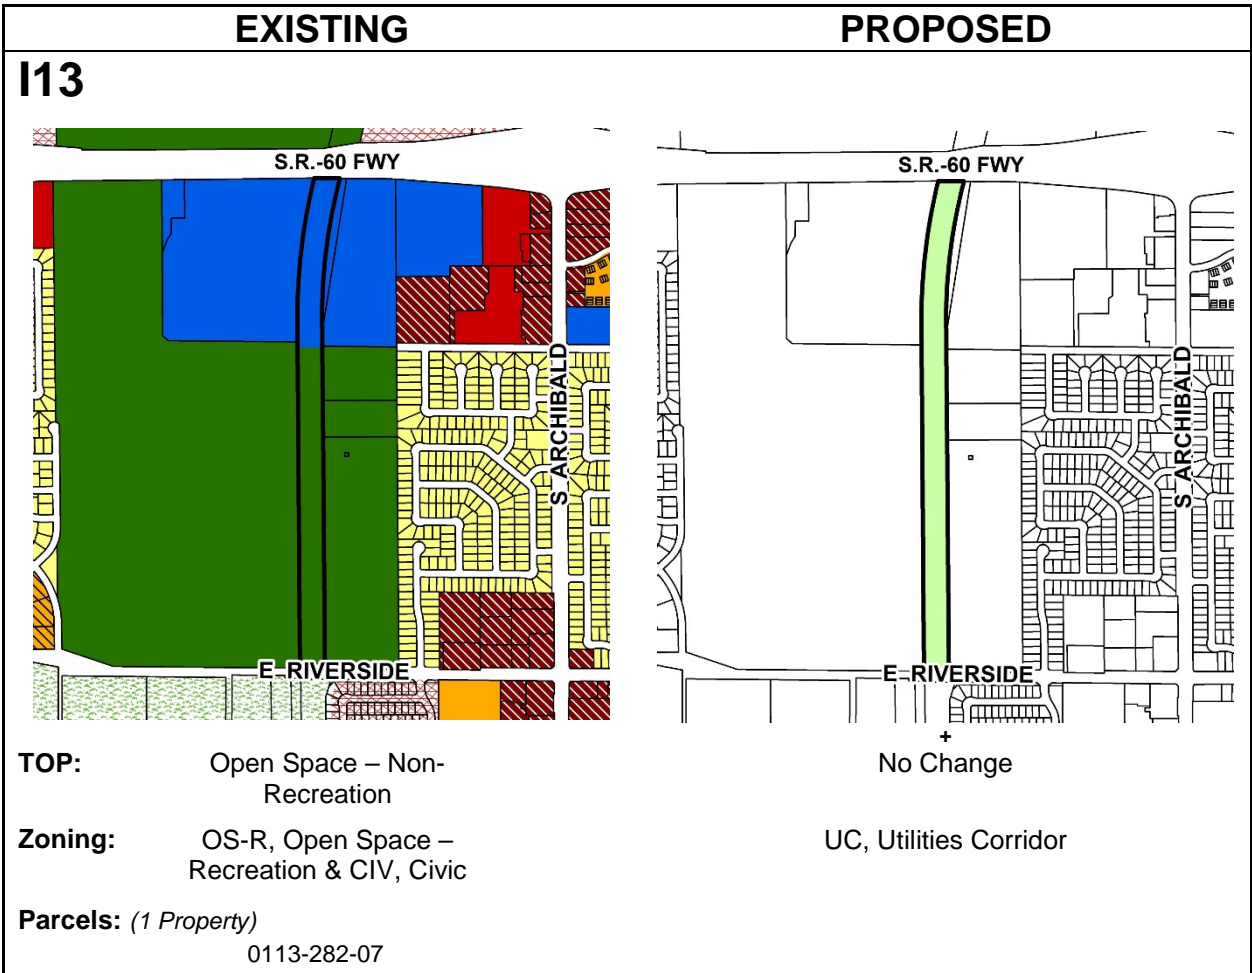 EXISTING
PROPOSED
I13
S.R.-60 FWY
S ARCHIBALD
E RIVERSIDE
S.R.-60 FWY
S ARCHIBALD
E RIVERSIDE
+
TOP:
Open Space – Non-
Recreation
No Change
Zoning:
OS-R, Open Space –
Recreation & CIV, Civic
UC, Utilities Corridor
Parcels: (1 Property)
0113-282-07